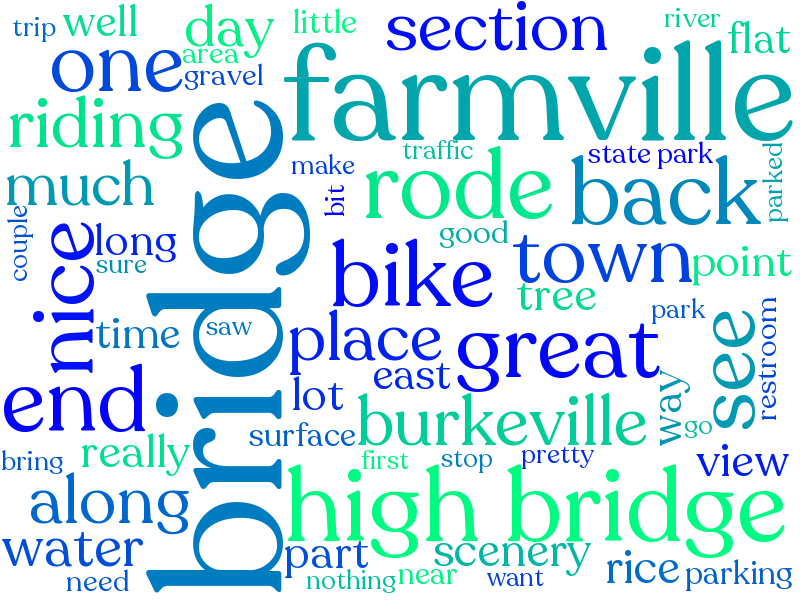 trip
well
day
little
section
river
flat
one
area
gravel
farmville
riding
bridge
much
make
traffic
state park
parked
rode
back
bit
couple
nice
long
sure
good
town
point
bike
tree
time
saw
place
great
park
see
restroom
end
east
lot
way
burkeville
go
surface
really
bring
first
stop
pretty
view
along
high bridge
water
part
scenery
rice
parking
need
nothing
near
want